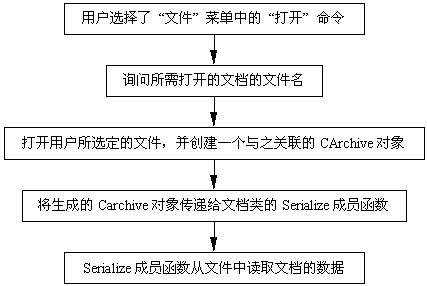 用户选择了“文件”菜单中的“打开”命令
询问所需打开的文档的文件名
打开用户所选定的文件，并创建一个与之关联的 CArchive 对象
将生成的 Carchive 对象传递给文档类的 Serialize 成员函数
Serialize 成员函数从文件中读取文档的数据